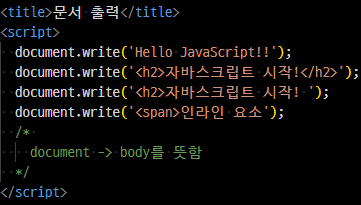 <title>문서 출력</title>
<script>
document.write('Hello JavaScript!!');
document.write('<h2>자바스크립트 시작!</h2>');
document.write('<h2>자바스크립트 시작! ');
document.write('<span>인라인 요소');
/*
document -> body를 뜻함
*/
</script>